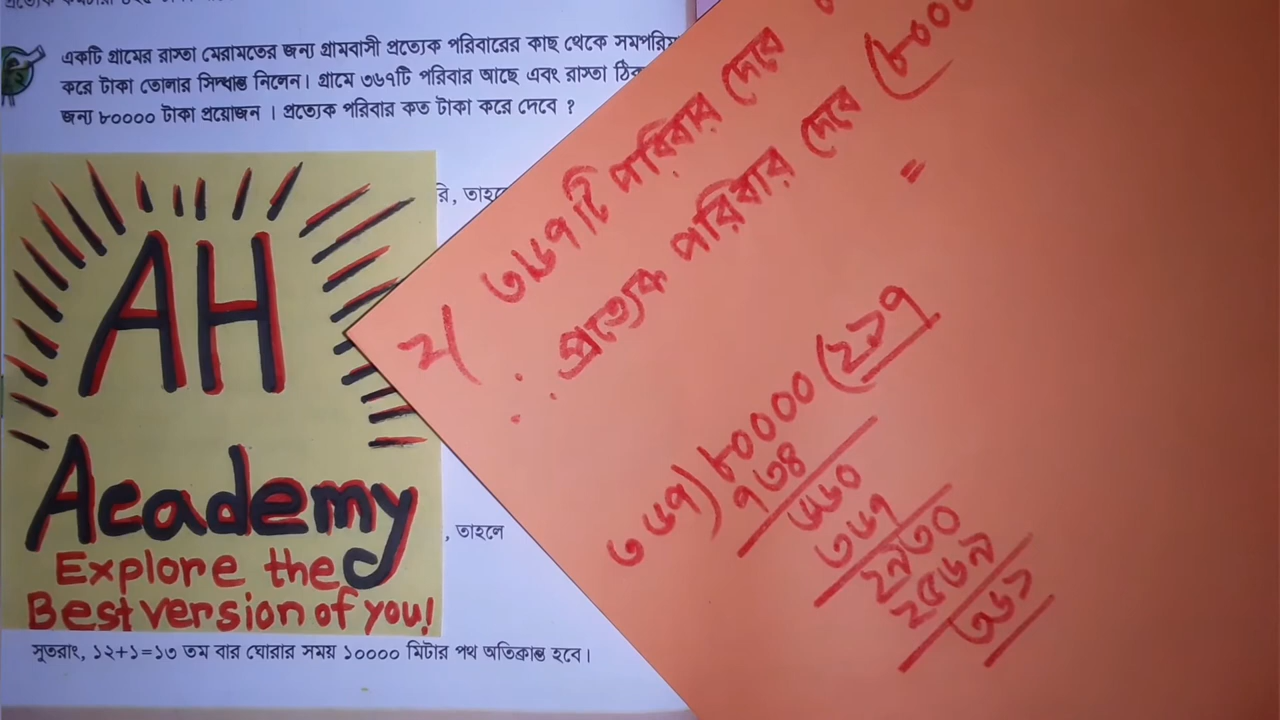 একটি গ্রামের রাস্তা মেরামতের জন্য গ্রামবাসী প্রত্যেক পরিবারের কাছ থেকে
করে টাকা তোলার সিদ্ধান্ত নিলেন। গ্রামে ৩৬৭টি পরিবার আছে এবং রাস্তা
জন্য ৮০০০০ টাকা প্রয়োজন । প্রত্যেক পরিবার কত টাকা করে দেবে ?
AH
Academy
Explore the
Best version of you!
, তাহলে
সুতরাং, ১২+১=১৩ তম বার ঘোরার সময় ১০০০০ মিটার পথ অতিক্রান্ত হবে।
২/ ৩৬৭টি পরিবার দেবে
∴ প্রত্যেক পরিবার দেবে (৮০০০
=
৩৬৭) ৮০০০০ (২১৭
৭৩৪
৬৬০
৩৬৭
২৯৩০
২৫৬৯
৩৬১